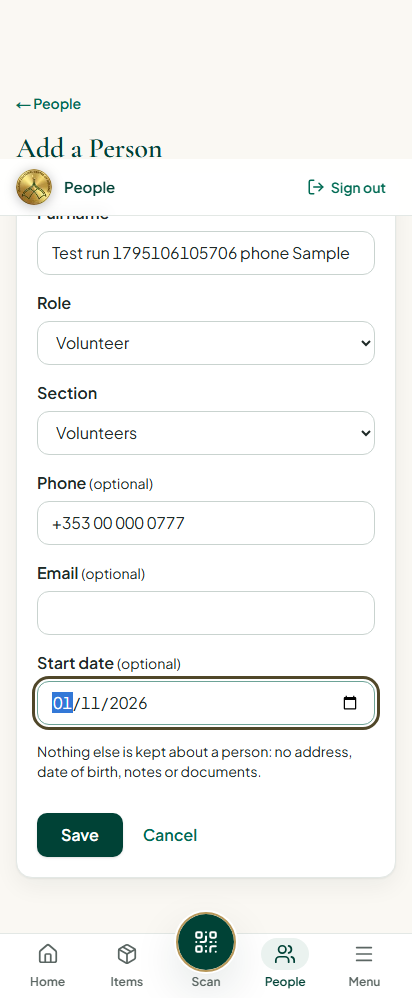 ← People
Add a Person
People
Sign out
Full name
Test run 1795106105706 phone Sample
Role
Volunteer
Section
Volunteers
Phone (optional)
+353 00 000 0777
Email (optional)
Start date (optional)
01/11/2026
Nothing else is kept about a person: no address,
date of birth, notes or documents.
Save
Cancel
Home
Items
Scan
People
Menu